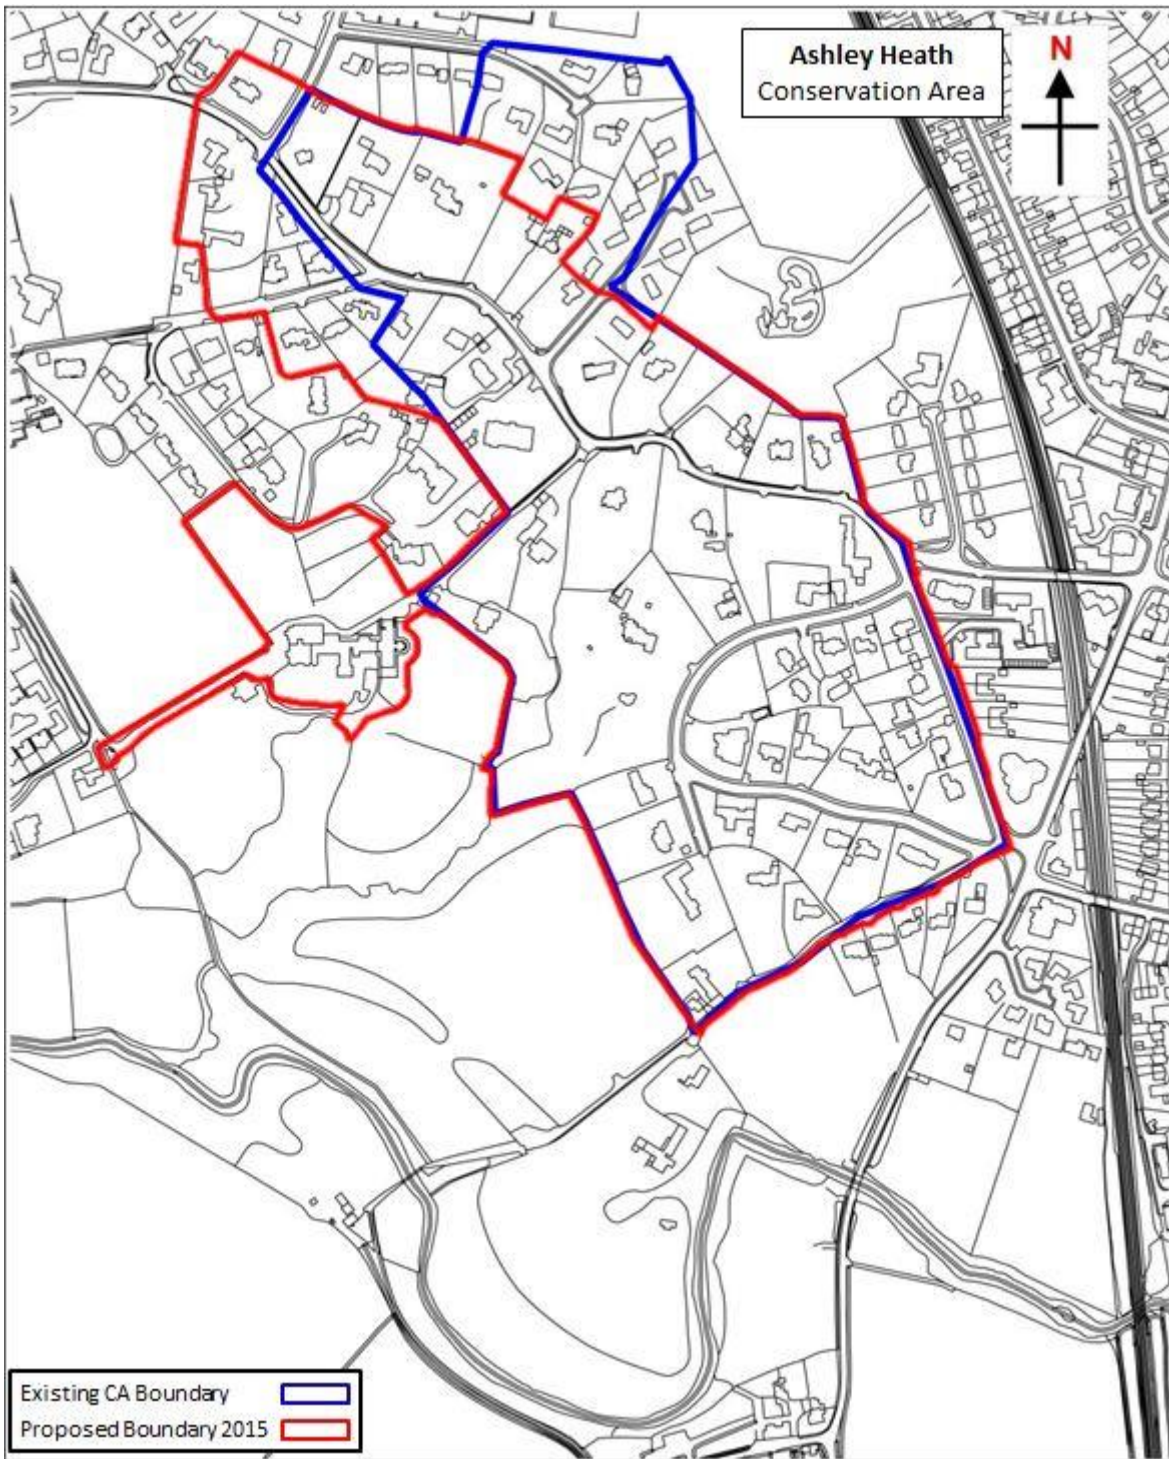 Ashley Heath
Conservation Area
N
Existing CA Boundary
Proposed Boundary 2015